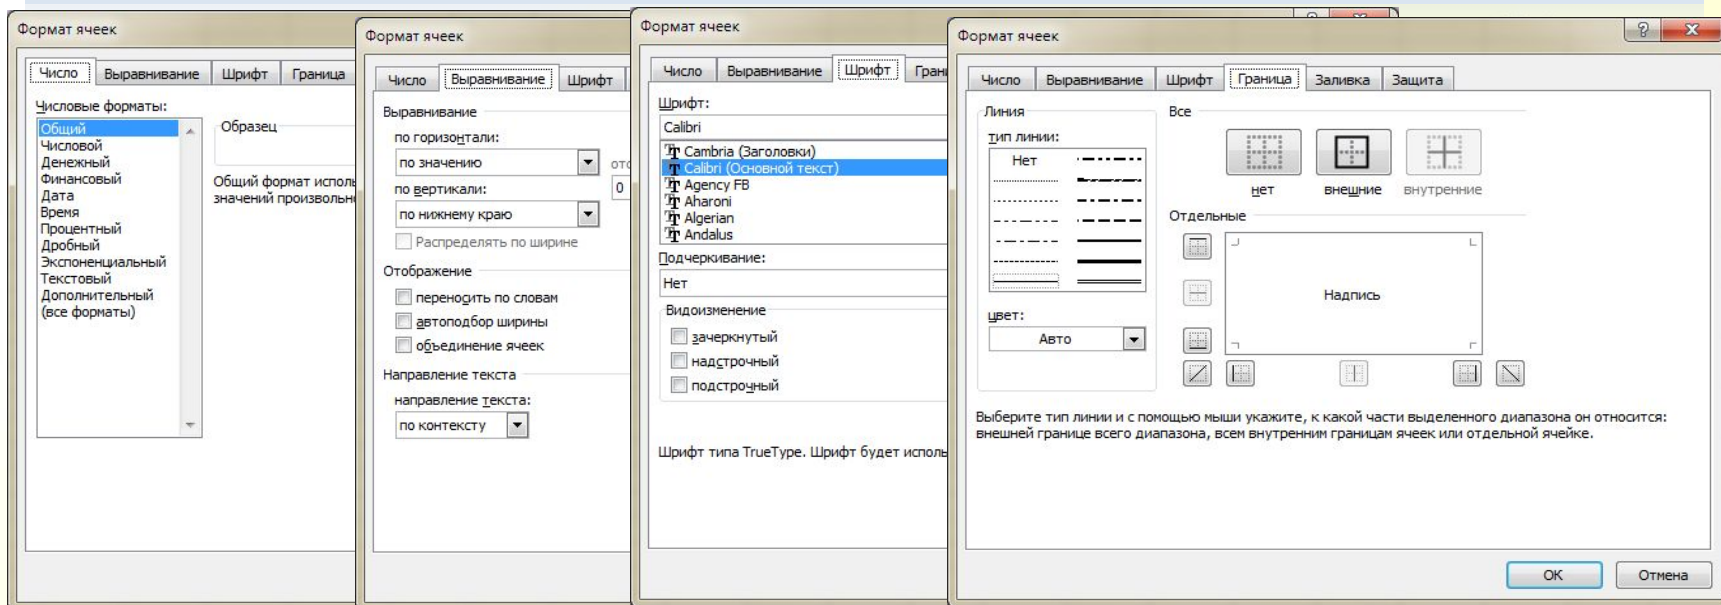 Формат ячеек
Число Выравнивание Шрифт Граница
Числовые форматы:
Общий
Числовой
Денежный
Финансовый
Дата
Время
Процентный
Дробный
Экспоненциальный
Текстовый
Дополнительный
(все форматы)
Образец
Общий формат исполь
значений произвольн
Формат ячеек
Число Выравнивание Шрифт
Выравнивание
по горизонтали:
по значению
отс
по вертикали:
0
по нижнему краю
Распределять по ширине
Отображение
переносить по словам
автоподбор ширины
объединение ячеек
Направление текста
направление текста:
по контексту
Формат ячеек
Число Выравнивание Шрифт Грани
Шрифт:
Calibri
Cambria (Заголовки)
Calibri (Основной текст)
Agency FB
Aharoni
Algerian
Andalus
Подчеркивание:
Нет
Видоизменение
зачеркнутый
надстрочный
подстрочный
Шрифт типа TrueType. Шрифт будет исполь
Формат ячеек
Число Выравнивание Шрифт Граница Заливка Защита
Линия
тип линии:
Нет
цвет:
Авто
Все
нет внешние внутренние
Отдельные
Надпись
Выберите тип линии и с помощью мыши укажите, к какой части выделенного диапазона он относится:
внешней границе всего диапазона, всем внутренним границам ячеек или отдельной ячейке.
ОК Отмена